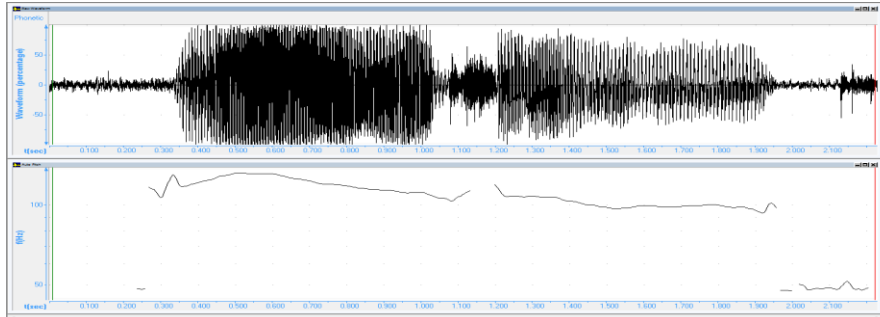 Raw Waveform
Phonetic
Waveform (percentage)
50
0
-50
t(sec) 0.100 0.200 0.300 0.400 0.500 0.600 0.700 0.800 0.900 1.000 1.100 1.200 1.300 1.400 1.500 1.600 1.700 1.800 1.900 2.000 2.100
f(Hz)
100
50
t(sec) 0.100 0.200 0.300 0.400 0.500 0.600 0.700 0.800 0.900 1.000 1.100 1.200 1.300 1.400 1.500 1.600 1.700 1.800 1.900 2.000 2.100